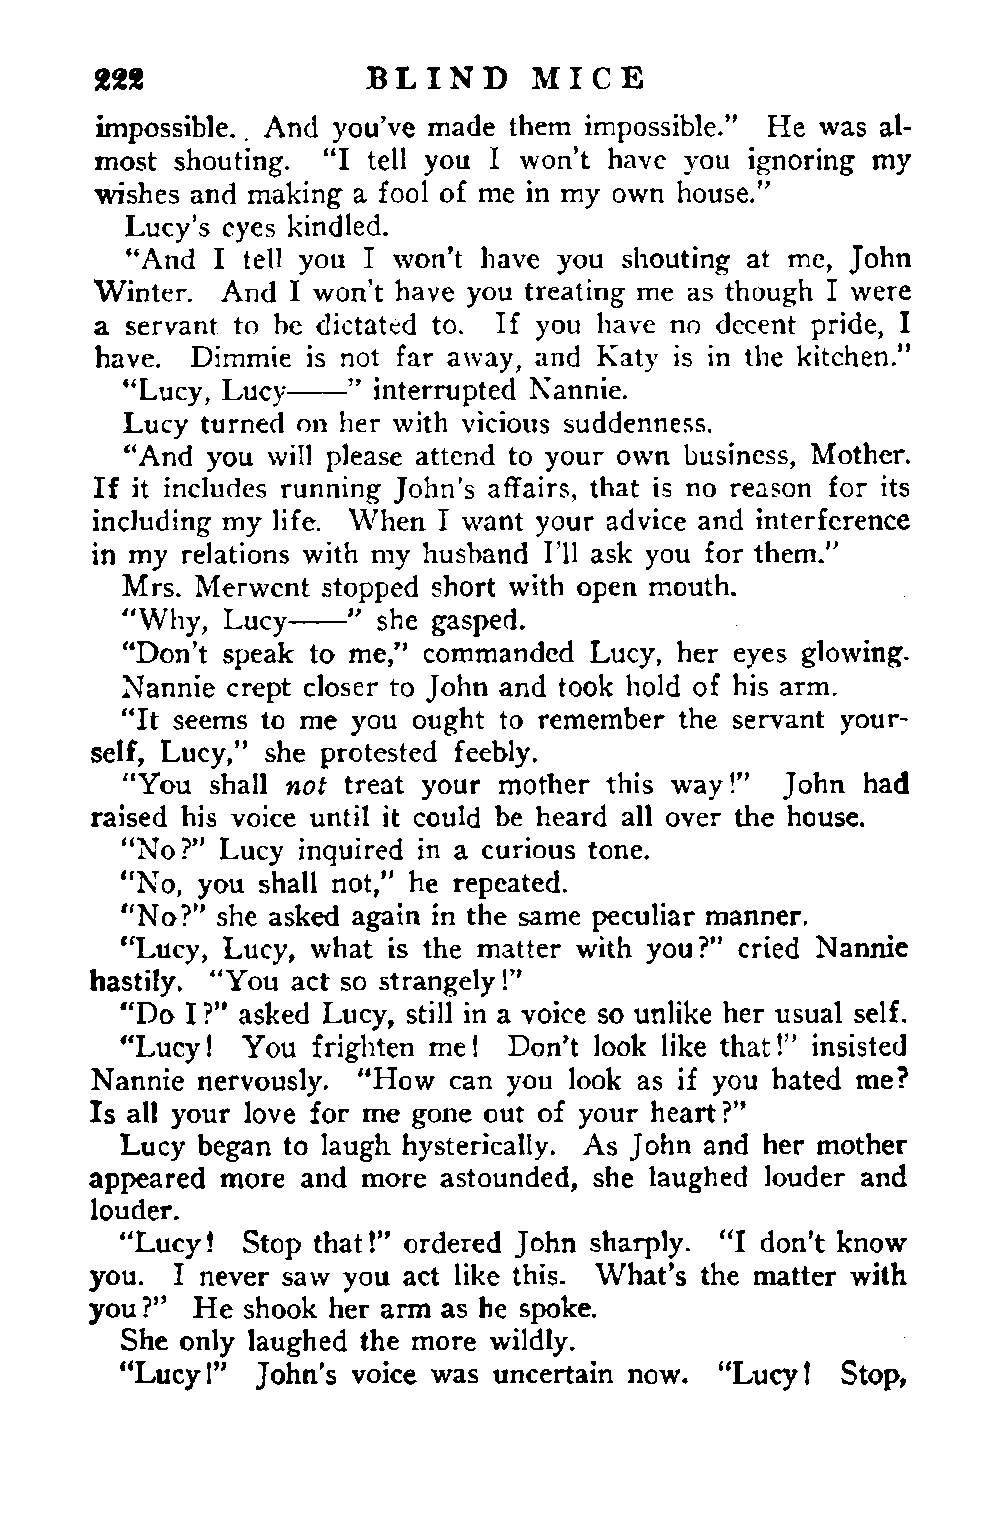 222 BLIND MICE
impossible. And you've made them impossible." He was al-
most shouting. "I tell you I won't have you ignoring my
wishes and making a fool of me in my own house."
Lucy's eyes kindled.
"And I tell you I won't have you shouting at me, John
Winter. And I won't have you treating me as though I were
a servant to be dictated to. If you have no decent pride, I
have. Dimmie is not far away, and Katy is in the kitchen."
"Lucy, Lucy——" interrupted Nannie.
Lucy turned on her with vicious suddenness.
"And you will please attend to your own business, Mother.
If it includes running John's affairs, that is no reason for its
including my life. When I want your advice and interference
in my relations with my husband I'll ask you for them."
Mrs. Merwent stopped short with open mouth.
"Why, Lucy——" she gasped.
"Don't speak to me," commanded Lucy, her eyes glowing.
Nannie crept closer to John and took hold of his arm.
"It seems to me you ought to remember the servant your-
self, Lucy," she protested feebly.
"You shall not treat your mother this way!" John had
raised his voice until it could be heard all over the house.
"No?" Lucy inquired in a curious tone.
"No, you shall not," he repeated.
"No?" she asked again in the same peculiar manner.
"Lucy, Lucy, what is the matter with you?" cried Nannie
hastily. "You act so strangely!"
"Do I?" asked Lucy, still in a voice so unlike her usual self.
"Lucy! You frighten me! Don't look like that!" insisted
Nannie nervously. "How can you look as if you hated me?
Is all your love for me gone out of your heart?"
Lucy began to laugh hysterically. As John and her mother
appeared more and more astounded, she laughed louder and
louder.
"Lucy! Stop that!" ordered John sharply. "I don't know
you. I never saw you act like this. What's the matter with
you?" He shook her arm as he spoke.
She only laughed the more wildly.
"Lucy!" John's voice was uncertain now. "Lucy! Stop,